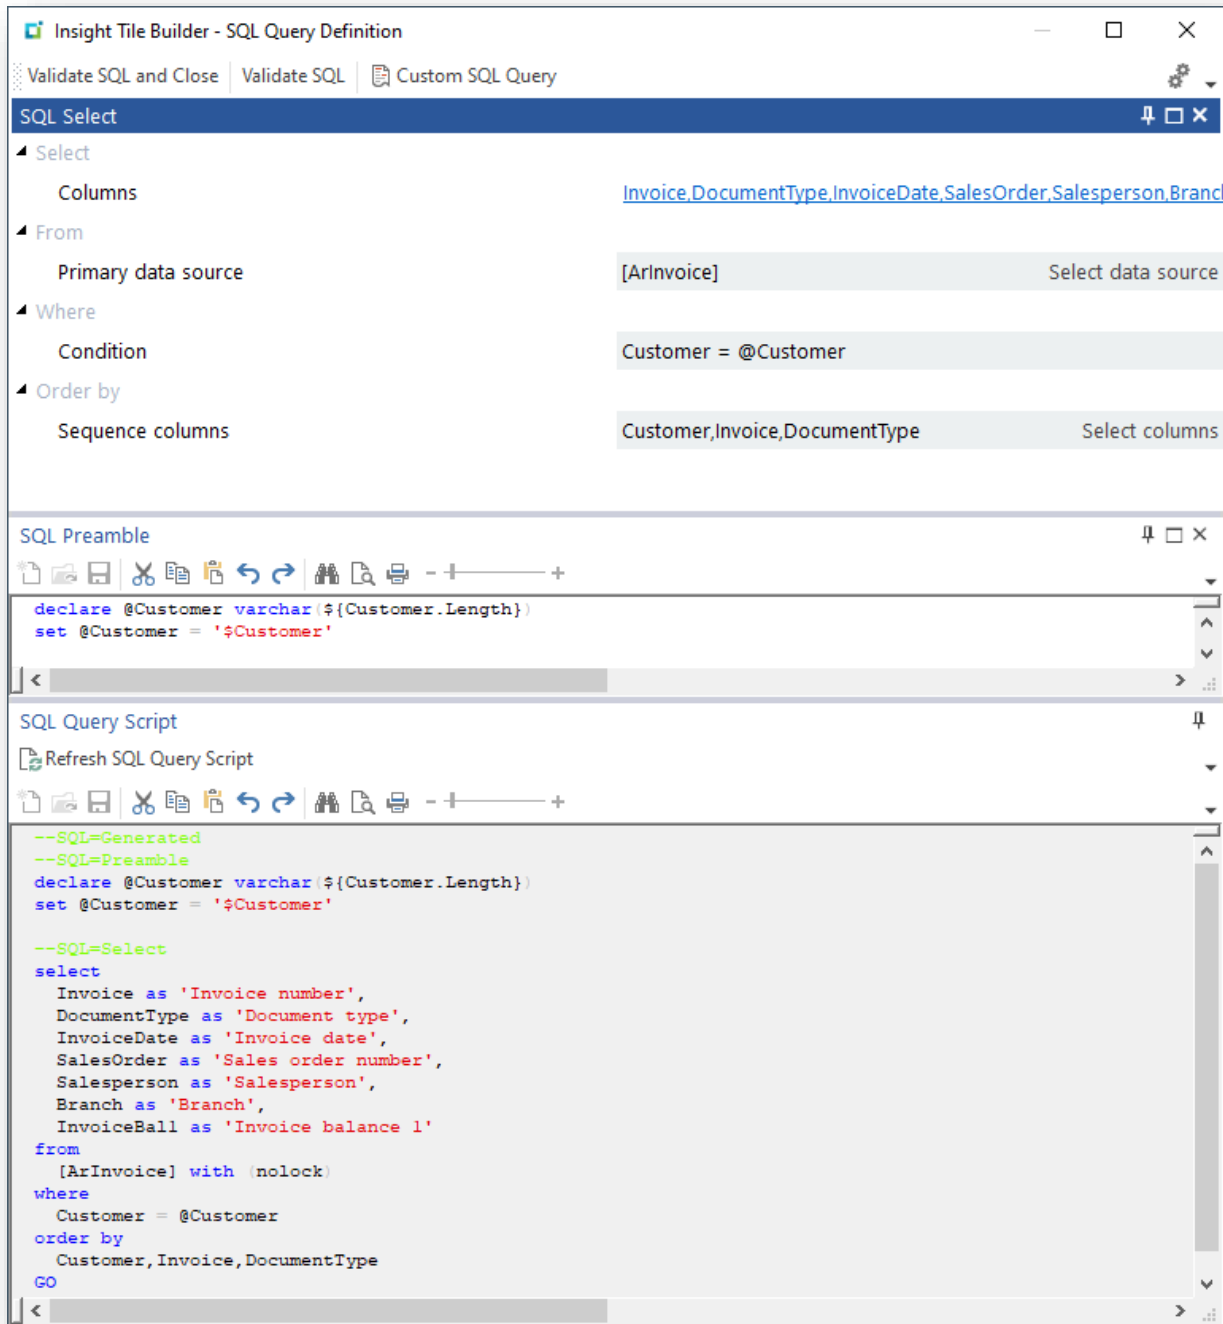 Insight Tile Builder - SQL Query Definition
Validate SQL and Close Validate SQL Custom SQL Query
SQL Select
Select
Columns Invoice,DocumentType,InvoiceDate,SalesOrder,Salesperson,Branch
From
Primary data source [ArInvoice] Select data source
Where
Condition Customer = @Customer
Order by
Sequence columns Customer,Invoice,DocumentType Select columns
SQL Preamble
declare @Customer varchar(${Customer.Length})
set @Customer = '$Customer'
SQL Query Script
Refresh SQL Query Script
--SQL=Generated
--SQL=Preamble
declare @Customer varchar(${Customer.Length})
set @Customer = '$Customer'
--SQL=Select
select
Invoice as 'Invoice number',
DocumentType as 'Document type',
InvoiceDate as 'Invoice date',
SalesOrder as 'Sales order number',
Salesperson as 'Salesperson',
Branch as 'Branch',
InvoiceBal1 as 'Invoice balance 1'
from
[ArInvoice] with (nolock)
where
Customer = @Customer
order by
Customer,Invoice,DocumentType
GO